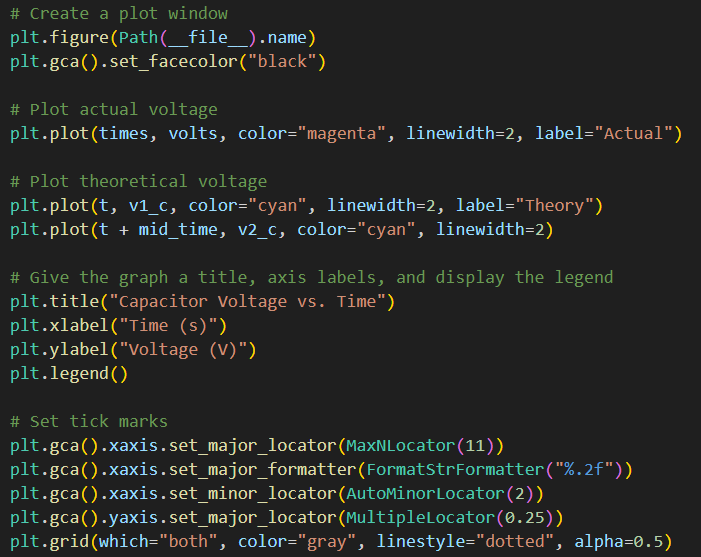 # Create a plot window
plt.figure(Path(__file__).name)
plt.gca().set_facecolor("black")

# Plot actual voltage
plt.plot(times, volts, color="magenta", linewidth=2, label="Actual")

# Plot theoretical voltage
plt.plot(t, v1_c, color="cyan", linewidth=2, label="Theory")
plt.plot(t + mid_time, v2_c, color="cyan", linewidth=2)

# Give the graph a title, axis labels, and display the legend
plt.title("Capacitor Voltage vs. Time")
plt.xlabel("Time (s)")
plt.ylabel("Voltage (V)")
plt.legend()

# Set tick marks
plt.gca().xaxis.set_major_locator(MaxNLocator(11))
plt.gca().xaxis.set_major_formatter(FormatStrFormatter("%.2f"))
plt.gca().xaxis.set_minor_locator(AutoMinorLocator(2))
plt.gca().yaxis.set_major_locator(MultipleLocator(0.25))
plt.grid(which="both", color="gray", linestyle="dotted", alpha=0.5)